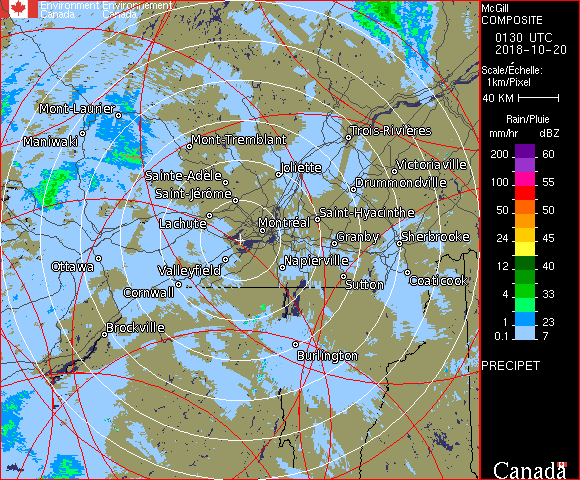 Environment Environnement
Canada Canada
McGill
COMPOSITE
0130 UTC
2018-10-20
Scale/Échelle:
1km/Pixel
40 KM
Rain/Pluie
mm/hr dBZ
200 60
100 55
50 50
24 45
12 40
4 33
1 23
0.1 7
PRECIPET
Canada
Mont-Laurier
Maniwaki
Mont-Tremblant
Trois-Rivières
Joliette
Victoriaville
Sainte-Adèle
Drummondville
Saint-Jérôme
Saint-Hyacinthe
Lachute
Montréal
Granby
Sherbrooke
Ottawa
Valleyfield
Napierville
Coaticook
Sutton
Cornwall
Brockville
Burlington